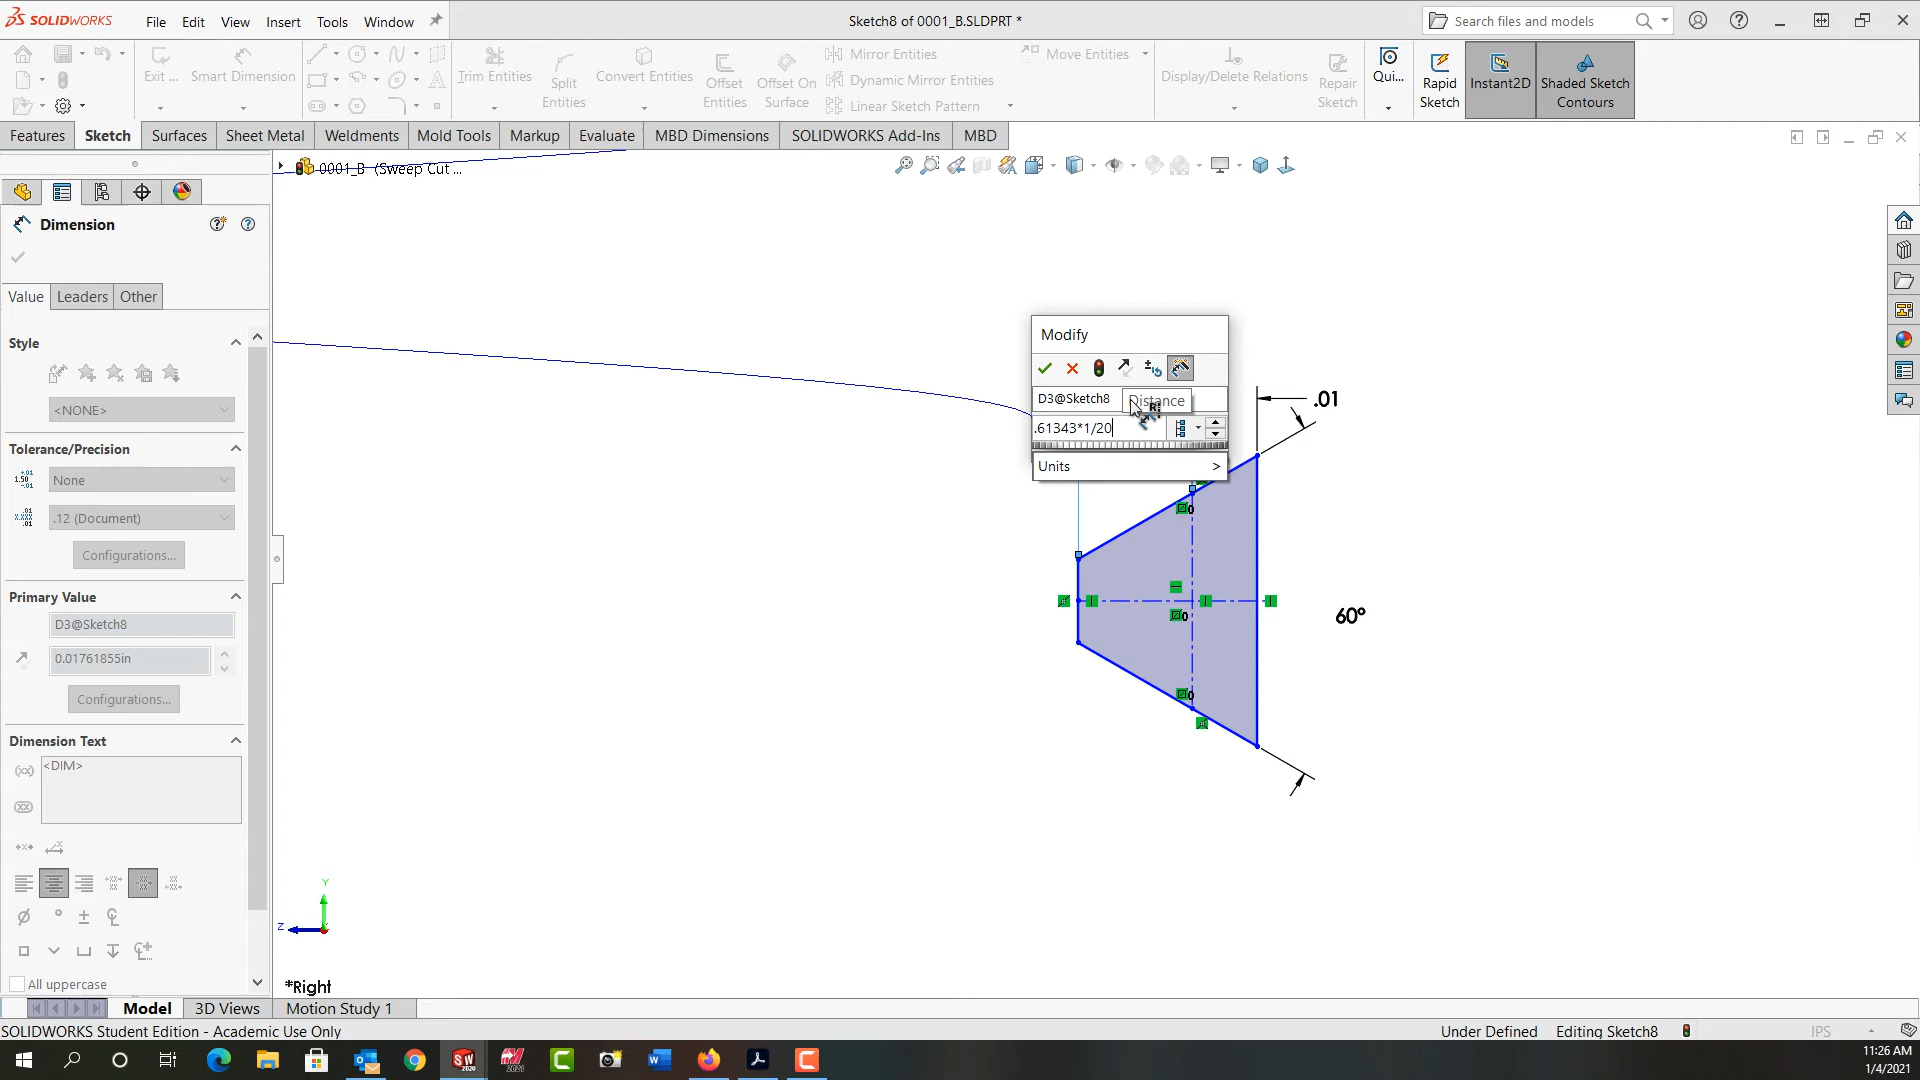 SOLIDWORKS File Edit View Insert Tools Window
Sketch8 of 0001_B.SLDPRT *
Search files and models
Exit ... Smart Dimension
Trim Entities Split Entities Convert Entities Offset Entities Offset On Surface
Mirror Entities
Dynamic Mirror Entities
Linear Sketch Pattern
Move Entities
Display/Delete Relations Repair Sketch Qui... Rapid Sketch Instant2D Shaded Sketch Contours
Features Sketch Surfaces Sheet Metal Weldments Mold Tools Markup Evaluate MBD Dimensions SOLIDWORKS Add-Ins MBD
0001_B (Sweep Cut ...
Dimension
Value Leaders Other
Style
<NONE>
Tolerance/Precision
None
.12 (Document)
Configurations...
Primary Value
D3@Sketch8
0.01761855in
Configurations...
Dimension Text
<DIM>
All uppercase
Modify
D3@Sketch8
Distance
.61343*1/20
Units >
.01
60°
0
0
0
Y
Z
*Right
Model 3D Views Motion Study 1
SOLIDWORKS Student Edition - Academic Use Only
Under Defined Editing Sketch8 IPS
11:26 AM
1/4/2021